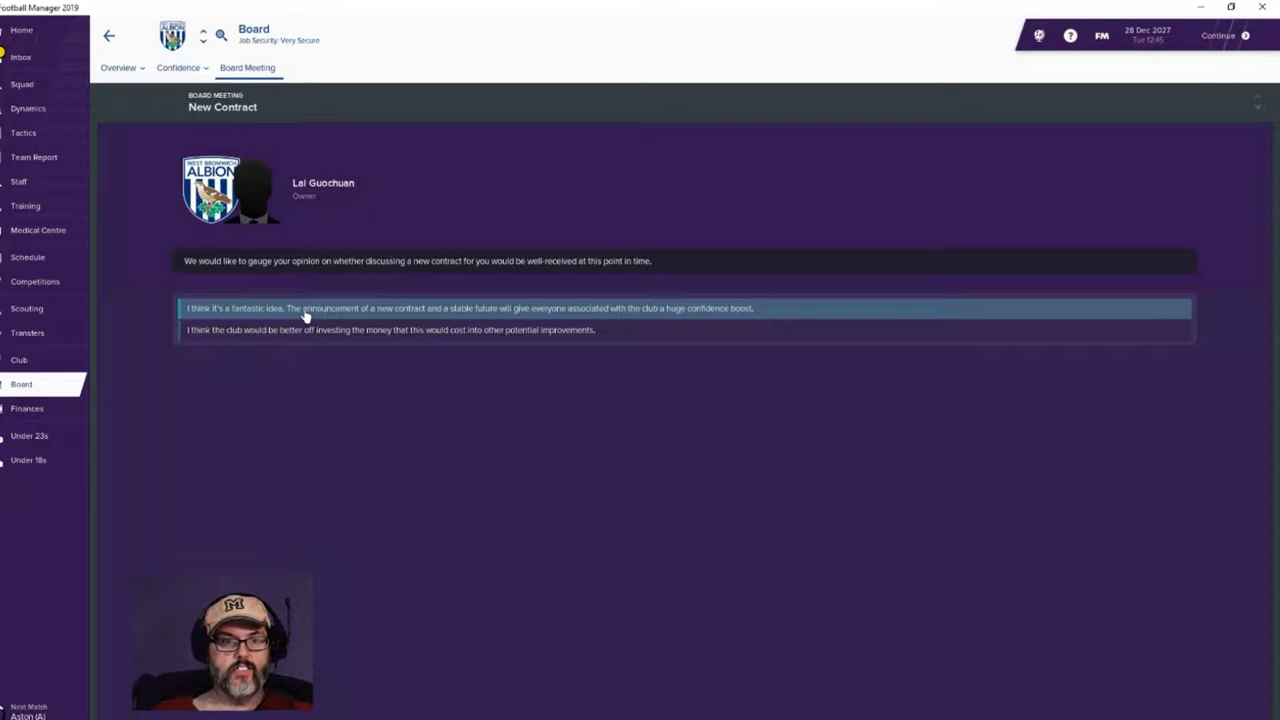 Football Manager 2019
Home
Inbox
Squad
Dynamics
Tactics
Team Report
Staff
Training
Medical Centre
Schedule
Competitions
Scouting
Transfers
Club
Board
Finances
Under 23s
Under 18s
Next Match
Aston (A)
Board
Job Security: Very Secure
28 Dec 2027
Tue 12:45
FM
Continue
Overview
Confidence
Board Meeting
BOARD MEETING
New Contract
WEST BROMWICH
ALBION
Lai Guochuan
Owner
We would like to gauge your opinion on whether discussing a new contract for you would be well-received at this point in time.
I think it's a fantastic idea. The announcement of a new contract and a stable future will give everyone associated with the club a huge confidence boost.
I think the club would be better off investing the money that this would cost into other potential improvements.
M